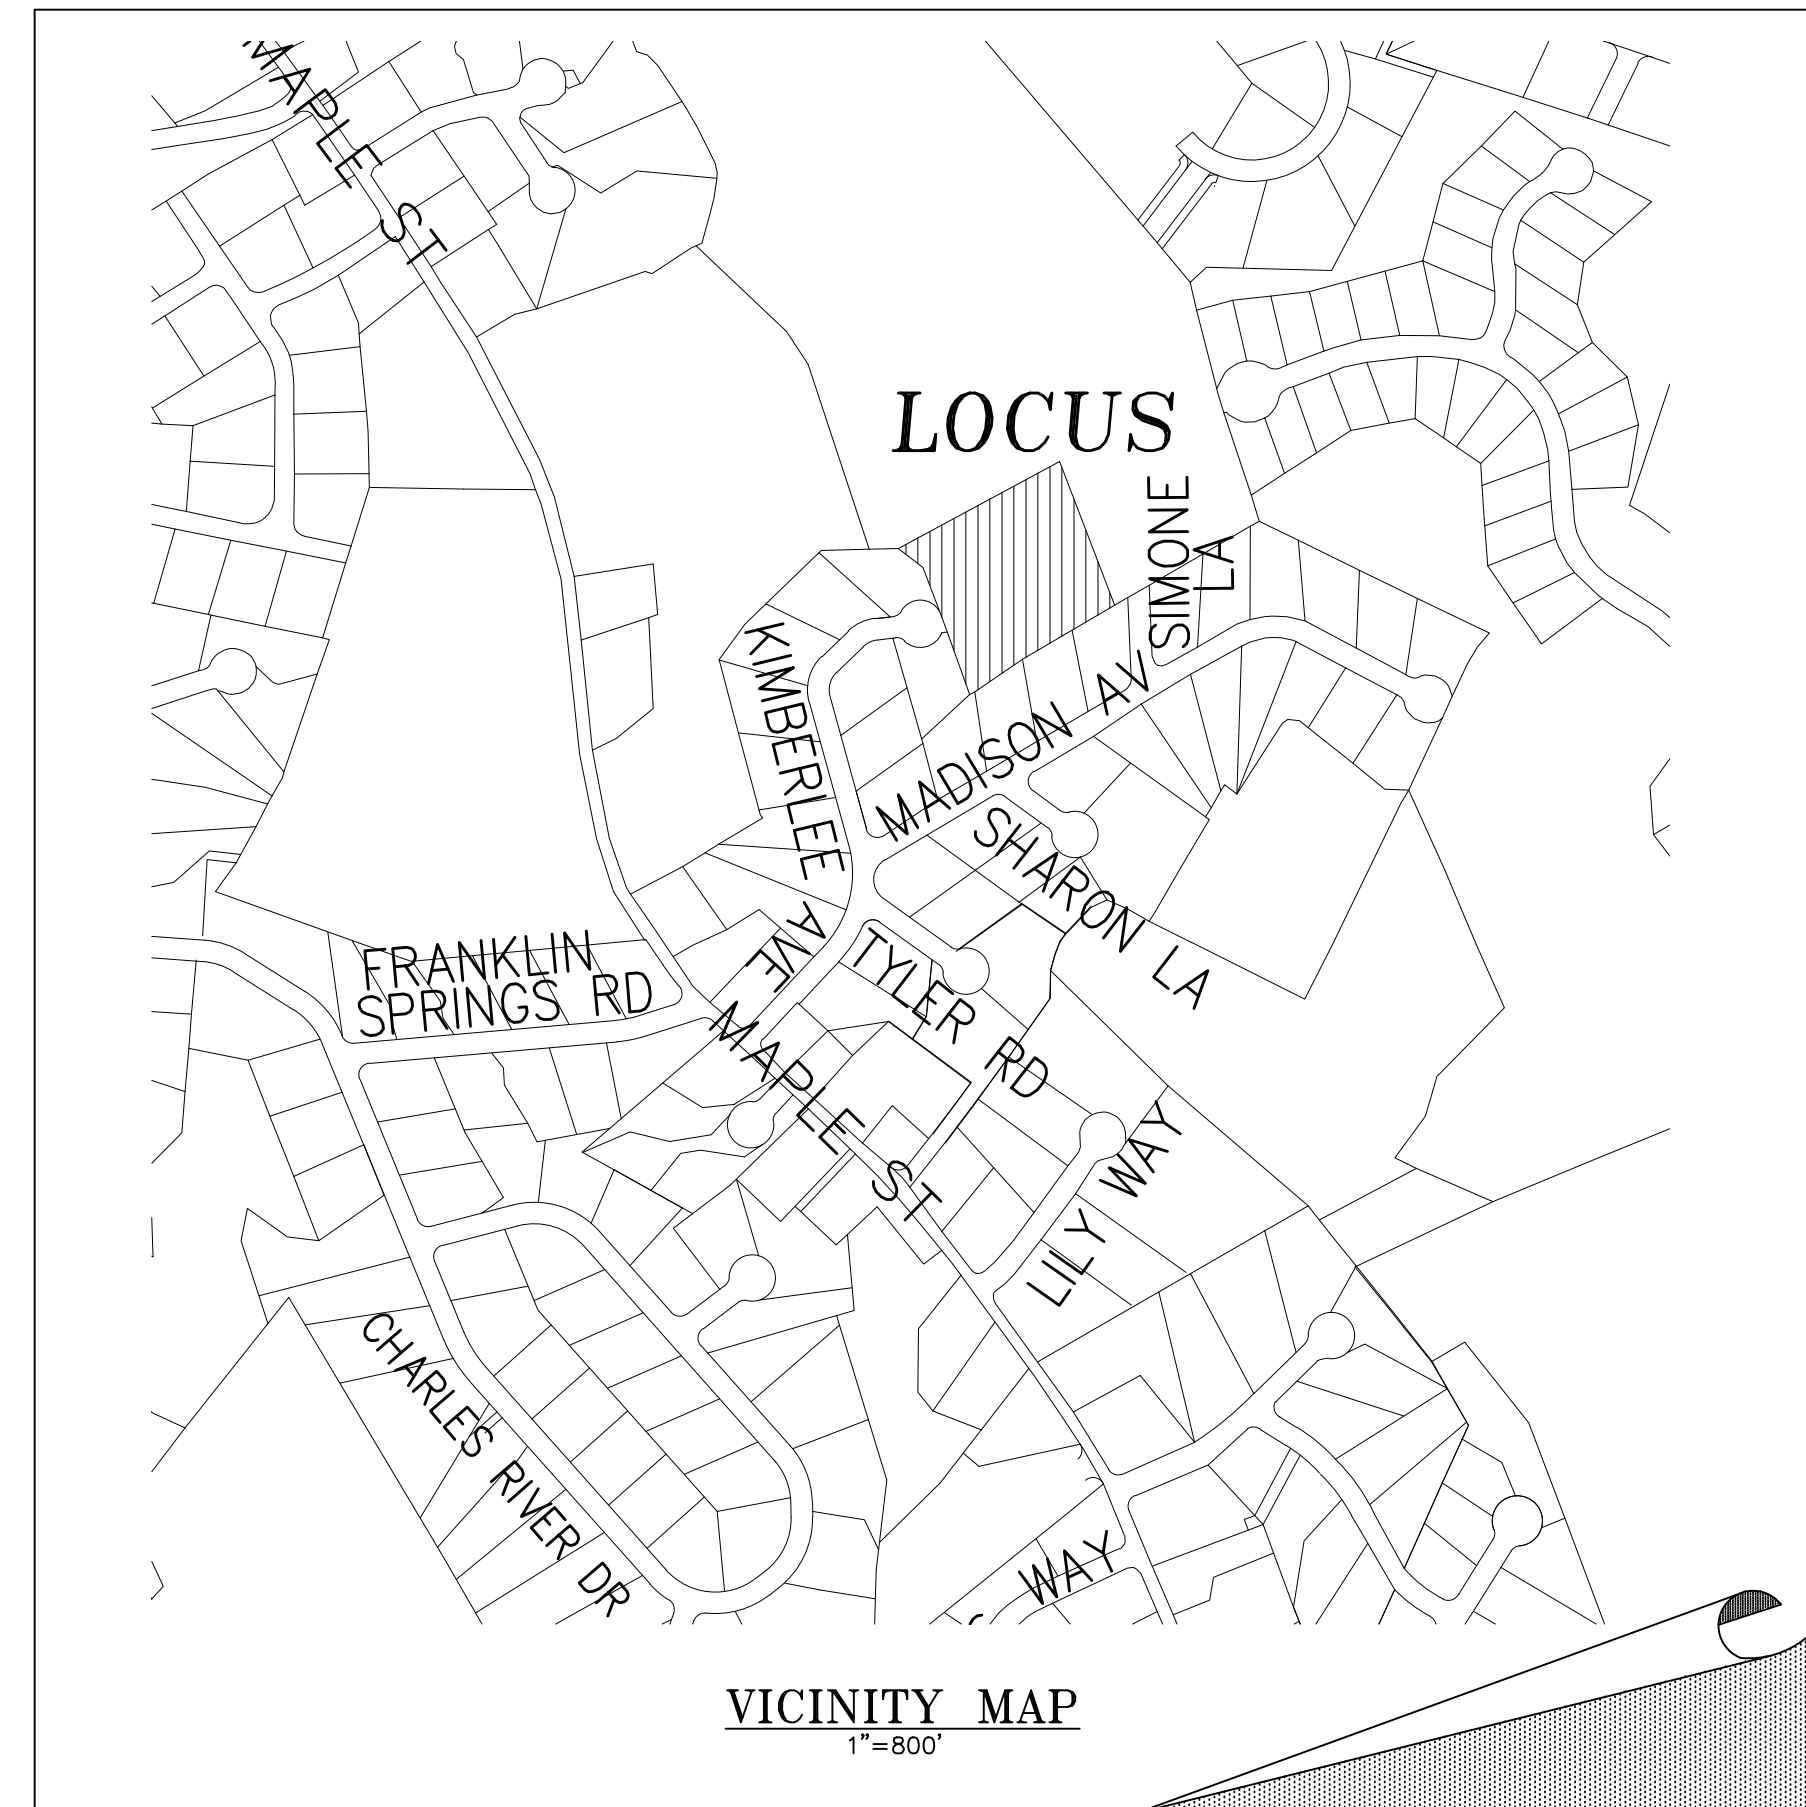 MAPLE ST
LOCUS
SIMONE
LA
KIMBERLEE AVE
MADISON AV
SHARON LA
FRANKLIN
SPRINGS RD
TYLER RD
MAPLE ST
LILY WAY
CHARLES RIVER DR
WAY
VICINITY MAP
1"=800'